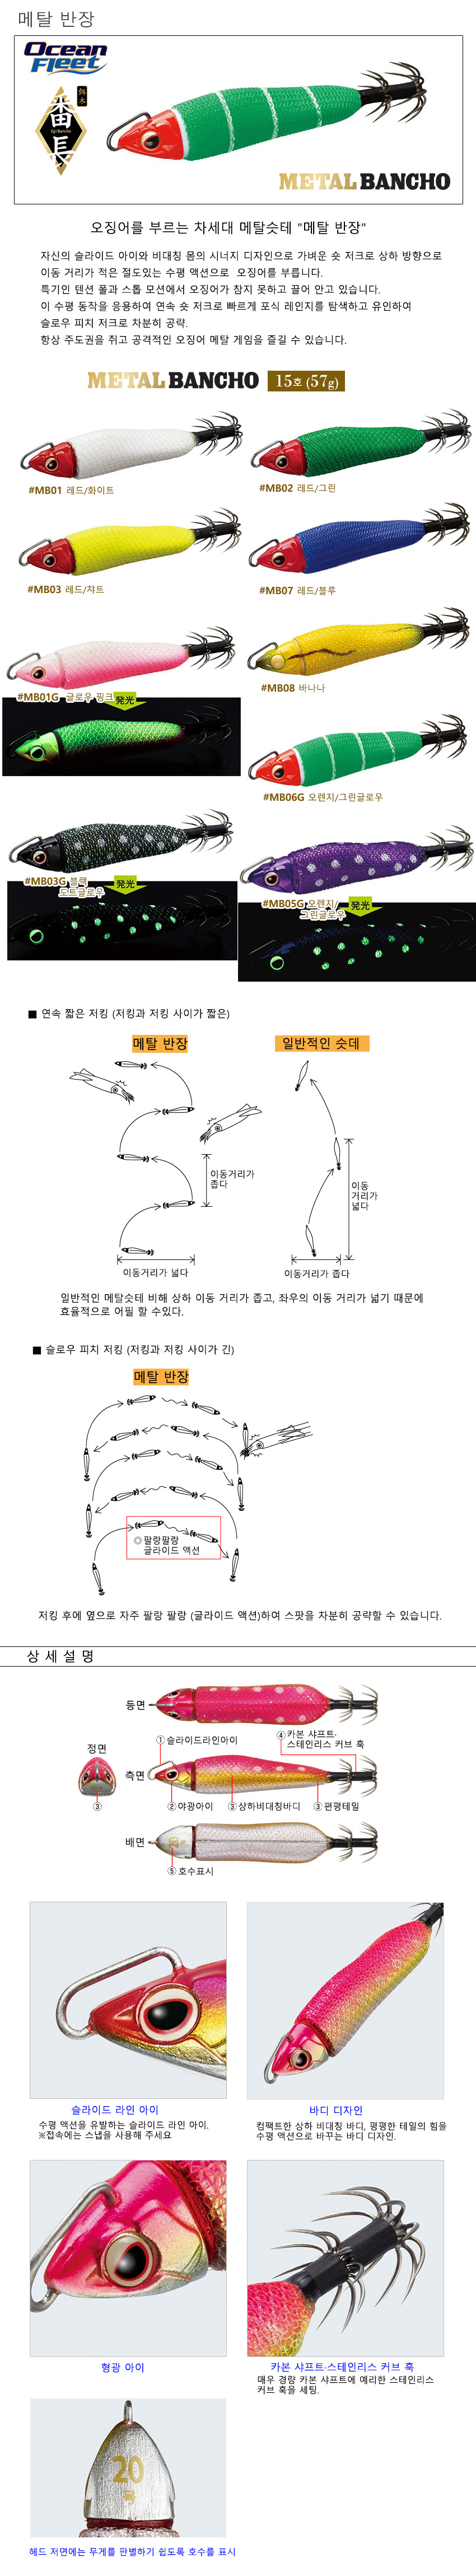 메탈 반장
Ocean
Fleet
餌木
番長
Egi Bancho
METAL BANCHO
오징어를 부르는 차세대 메탈슷테 "메탈 반장"
자신의 슬라이드 아이와 비대칭 몸의 시너지 디자인으로 가벼운 숏 저크로 상하 방향으로
이동 거리가 적은 절도있는 수평 액션으로 오징어를 부릅니다.
특기인 텐션 폴과 스톱 모션에서 오징어가 참지 못하고 끌어 안고 있습니다.
이 수평 동작을 응용하여 연속 숏 저크로 빠르게 포식 레인지를 탐색하고 유인하여
슬로우 피치 저크로 차분히 공략.
항상 주도권을 쥐고 공격적인 오징어 메탈 게임을 즐길 수 있습니다.
METAL BANCHO 15호 (57g)
#MB01 레드/화이트
#MB02 레드/그린
#MB03 레드/챠트
#MB07 레드/블루
#MB01G 글로우 핑크
発光
#MB08 바나나
#MB06G 오렌지/그린글로우
#MB03G 블랙
도트글로우
発光
#MB05G 오렌지/
그린글로우
発光
■ 연속 짧은 저킹 (저킹과 저킹 사이가 짧은)
메탈 반장
일반적인 슷데
이동거리가
좁다
이동
거리가
넓다
이동거리가 넓다
이동거리가 좁다
일반적인 메탈슷테 비해 상하 이동 거리가 좁고, 좌우의 이동 거리가 넓기 때문에
효율적으로 어필 할 수있다.
■ 슬로우 피치 저킹 (저킹과 저킹 사이가 긴)
메탈 반장
◎팔랑팔랑
글라이드 액션
저킹 후에 옆으로 자주 팔랑 팔랑 (글라이드 액션)하여 스팟을 차분히 공략할 수 있습니다.
상 세 설 명
등면
①슬라이드라인아이
④카본 샤프트·
스테인리스 커브 훅
정면
측면
③
②야광아이
③상하비대칭바디
③편평테일
배면
20
⑤호수표시
슬라이드 라인 아이
수평 액션을 유발하는 슬라이드 라인 아이.
※접속에는 스냅을 사용해 주세요
바디 디자인
컴팩트한 상하 비대칭 바디, 평평한 테일의 힘을
수평 액션으로 바꾸는 바디 디자인.
형광 아이
카본 샤프트·스테인리스 커브 훅
매우 경량 카본 샤프트에 예리한 스테인리스
커브 훅을 세팅.
20
号
헤드 저면에는 무게를 판별하기 쉽도록 호수를 표시